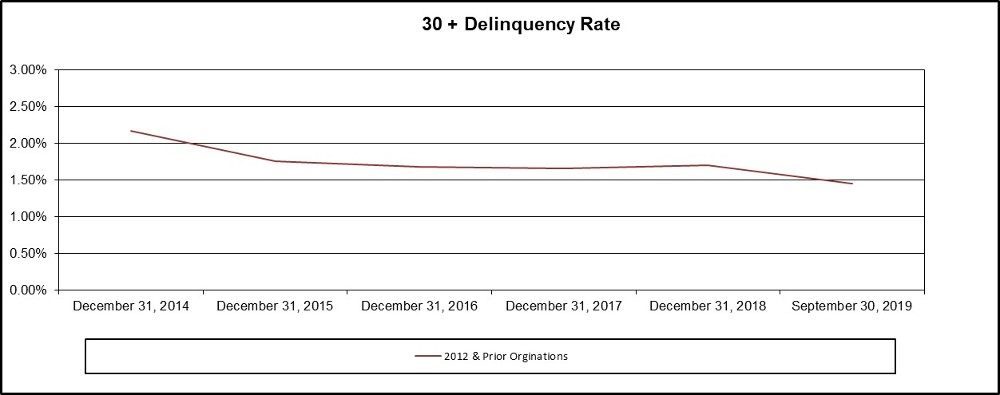 30 + Delinquency Rate
3.00%
2.50%
2.00%
1.50%
1.00%
0.50%
0.00%
December 31, 2014 December 31, 2015 December 31, 2016 December 31, 2017 December 31, 2018 September 30, 2019
2012 & Prior Orginations